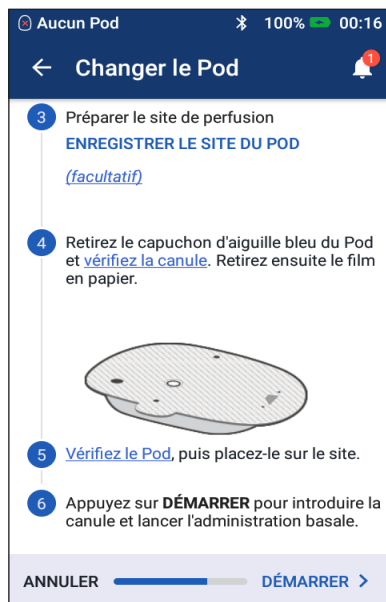 Aucun Pod 100% 00:16
Changer le Pod 1
3 Préparer le site de perfusion
ENREGISTRER LE SITE DU POD
(facultatif)
4 Retirez le capuchon d'aiguille bleu du Pod
et vérifiez la canule. Retirez ensuite le film
en papier.
5 Vérifiez le Pod, puis placez-le sur le site.
6 Appuyez sur DÉMARRER pour introduire la
canule et lancer l'administration basale.
ANNULER DÉMARRER